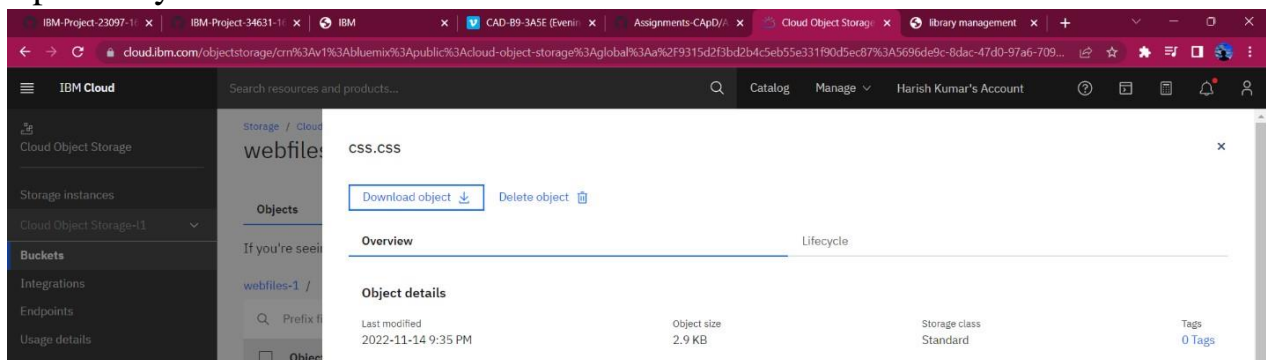 IBM-Project-23097-16 IBM-Project-34631-16 IBM CAD-B9-3A5E (Evenin Assignments-CApD//A Cloud Object Storage library management
cloud.ibm.com/objectstorage/crn%3Av1%3Abluemix%3Apublic%3Acloud-object-storage%3Aglobal%3Aa%2F9315d2f3bd2b4c5eb55e331f90d5ec87%3A5696de9c-8dac-47d0-97a6-709...
IBM Cloud Search resources and products... Catalog Manage Harish Kumar's Account
Cloud Object Storage
Storage instances
Cloud Object Storage-l1
Buckets
Integrations
Endpoints
Usage details
Storage / Cloud
webfiles
Objects
If you're seein
webfiles-1 /
Prefix fi
Objec
css.css
Download object Delete object
Overview Lifecycle
Object details
Last modified Object size Storage class Tags
2022-11-14 9:35 PM 2.9 KB Standard 0 Tags